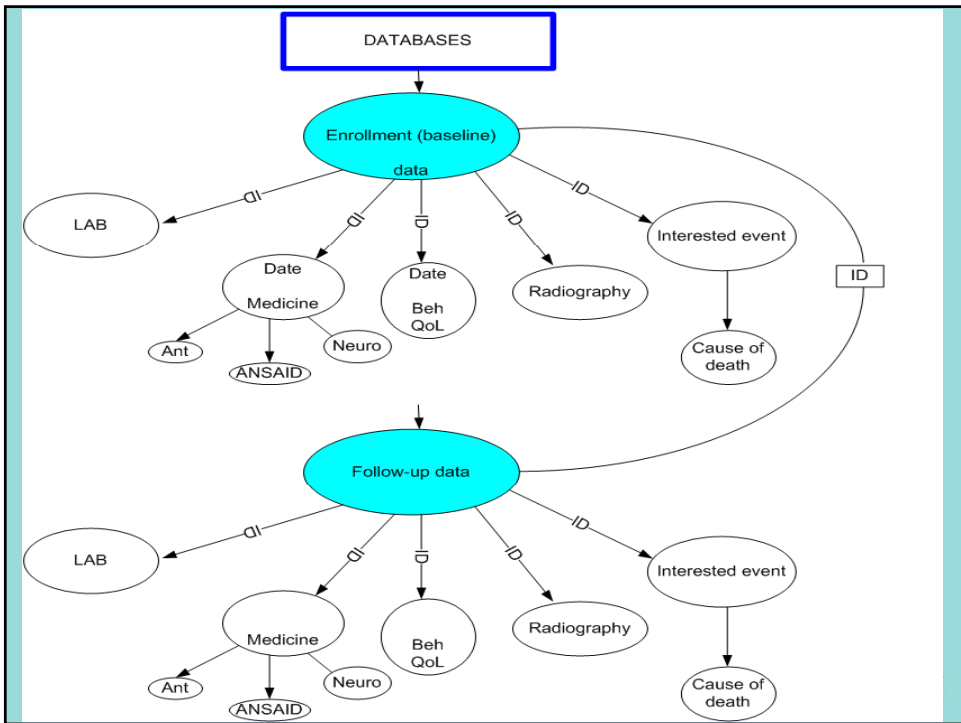 DATABASES
Enrollment (baseline)
data
ID
ID
ID
ID
ID
LAB
Date
Medicine
Date
Beh
QoL
Radiography
Interested event
ID
Ant
ANSAID
Neuro
Cause of
death
Follow-up data
ID
ID
ID
ID
ID
LAB
Medicine
Beh
QoL
Radiography
Interested event
Ant
ANSAID
Neuro
Cause of
death